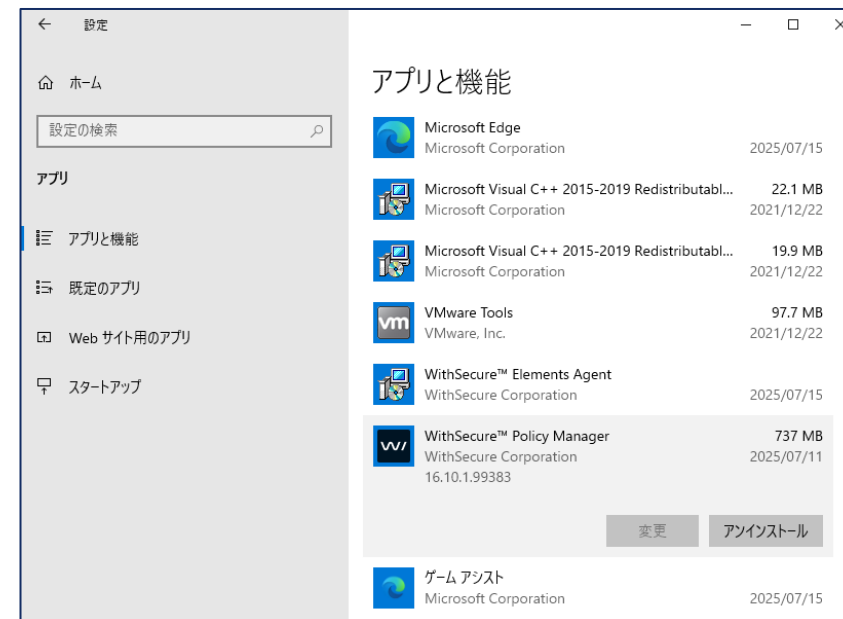 設定
ホーム
設定の検索
アプリ
アプリと機能
既定のアプリ
Web サイト用のアプリ
スタートアップ
アプリと機能
Microsoft Edge
Microsoft Corporation 2025/07/15
Microsoft Visual C++ 2015-2019 Redistributabl... 22.1 MB
Microsoft Corporation 2021/12/22
Microsoft Visual C++ 2015-2019 Redistributabl... 19.9 MB
Microsoft Corporation 2021/12/22
vm
VMware Tools 97.7 MB
VMware, Inc. 2021/12/22
WithSecure™ Elements Agent
WithSecure Corporation 2025/07/15
W/
WithSecure™ Policy Manager 737 MB
WithSecure Corporation 2025/07/11
16.10.1.99383
変更 アンインストール
ゲーム アシスト
Microsoft Corporation 2025/07/15